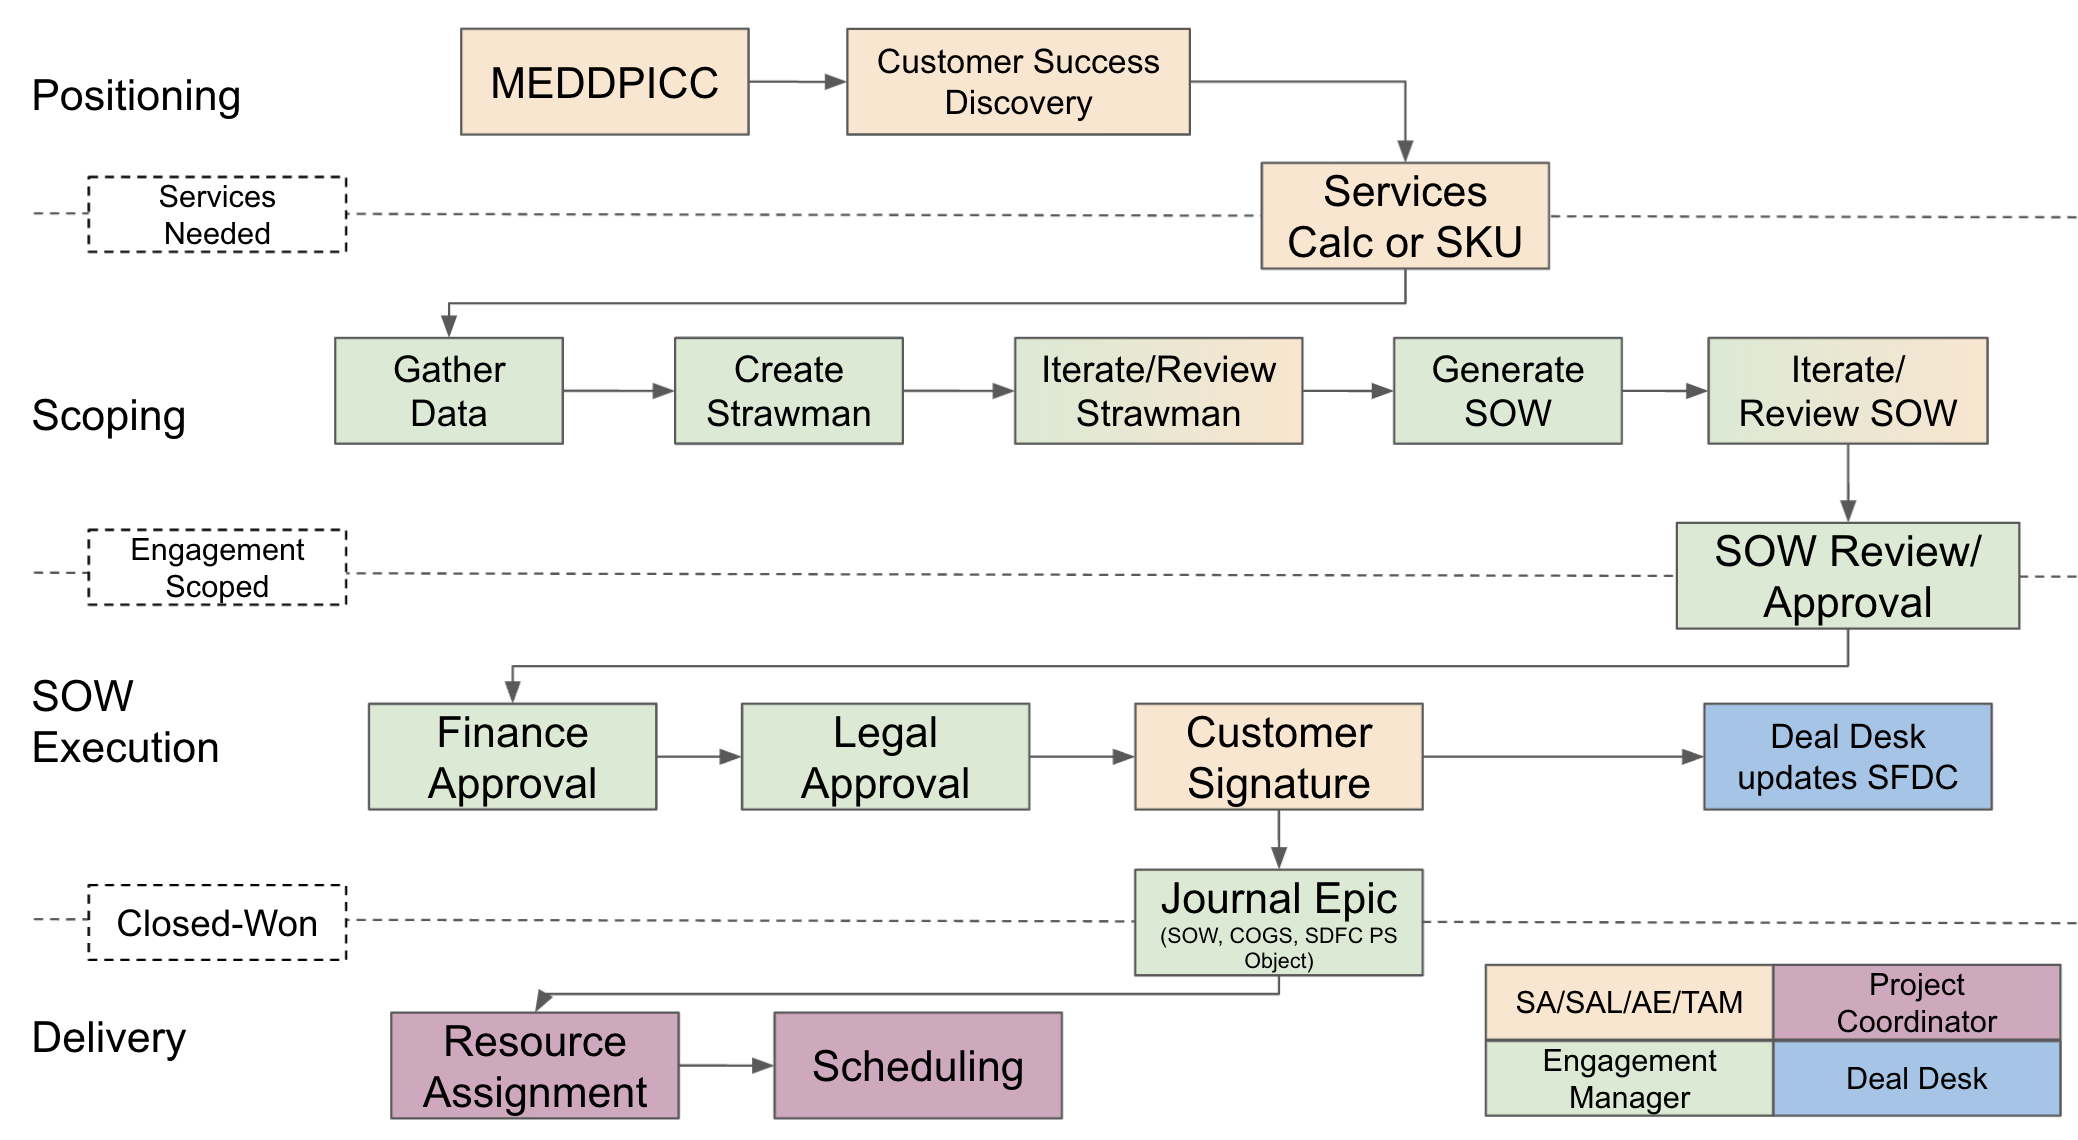 Positioning
MEDDPICC
Customer Success
Discovery
Services
Needed
Services
Calc or SKU
Scoping
Gather
Data
Create
Strawman
Iterate/Review
Strawman
Generate
SOW
Iterate/
Review SOW
Engagement
Scoped
SOW Review/
Approval
SOW
Execution
Finance
Approval
Legal
Approval
Customer
Signature
Deal Desk
updates SFDC
Closed-Won
Journal Epic
(SOW, COGS, SDFC PS
Object)
Delivery
Resource
Assignment
Scheduling
SA/SAL/AE/TAM
Project
Coordinator
Engagement
Manager
Deal Desk